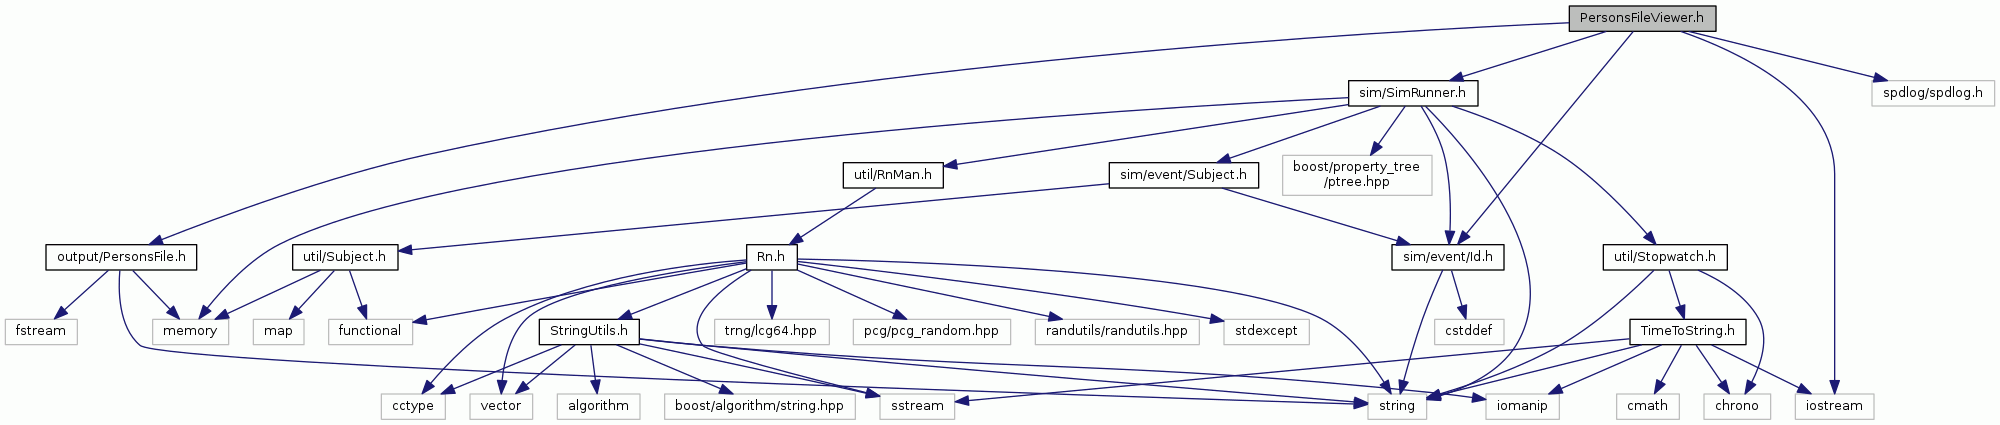 PersonsFileViewer.h
sim/SimRunner.h
spdlog/spdlog.h
util/RnMan.h
sim/event/Subject.h
boost/property_tree
/ptree.hpp
output/PersonsFile.h
util/Subject.h
Rn.h
sim/event/Id.h
util/Stopwatch.h
fstream
memory
map
functional
StringUtils.h
trng/lcg64.hpp
pcg/pcg_random.hpp
randutils/randutils.hpp
stdexcept
cstddef
TimeToString.h
cctype
vector
algorithm
boost/algorithm/string.hpp
sstream
string
iomanip
cmath
chrono
iostream